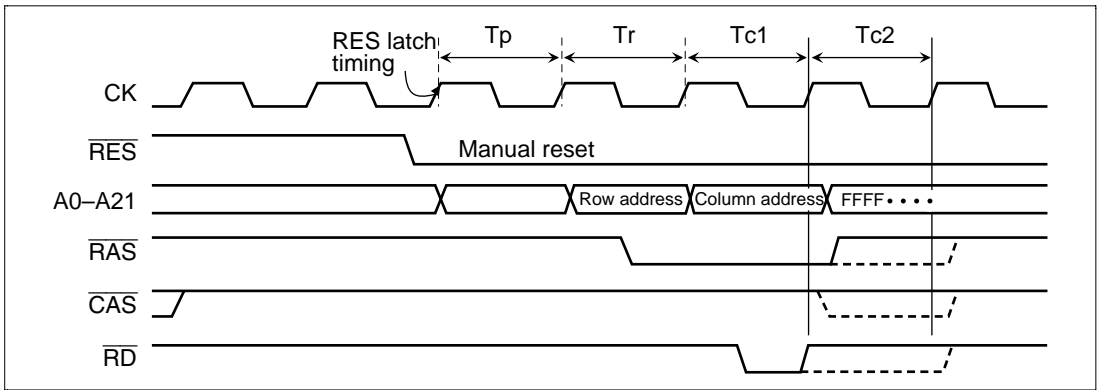 Tp Tr Tc1 Tc2
RES latch
timing
CK
RES
Manual reset
A0–A21
Row address
Column address
FFFF • • • •
RAS
CAS
RD